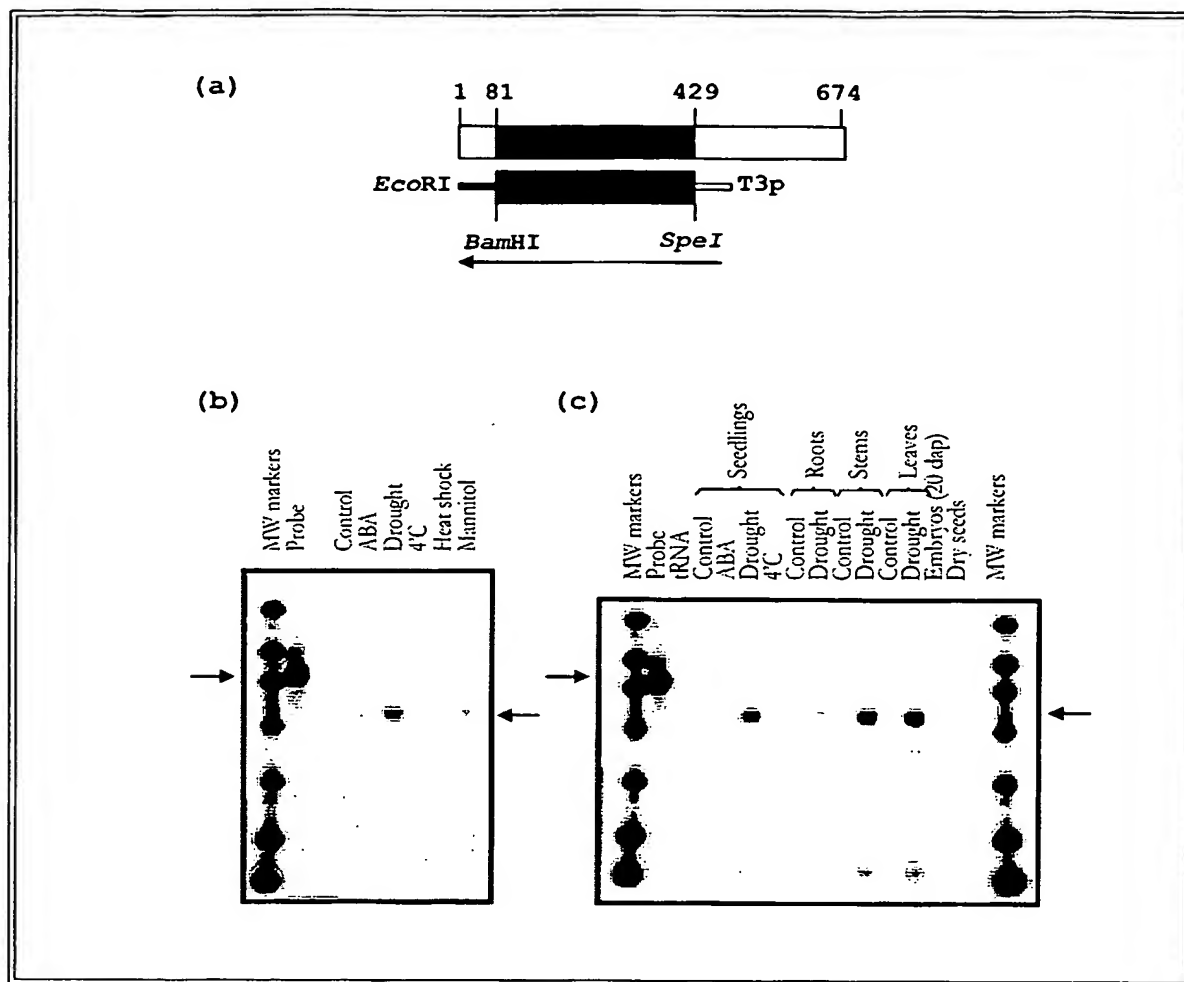 (a)
1 81 429 674
EcoRI T3p
BamHI SpeI
(b)
MW markers
Probe
Control
ABA
Drought
4°C
Heat shock
Mannitol
(c)
Seedlings
Roots
Stems
Leaves
MW markers
Probe
tRNA
Control
ABA
Drought
4°C
Control
Drought
Control
Drought
Control
Drought
Embryos (20 dap)
Dry seeds
MW markers